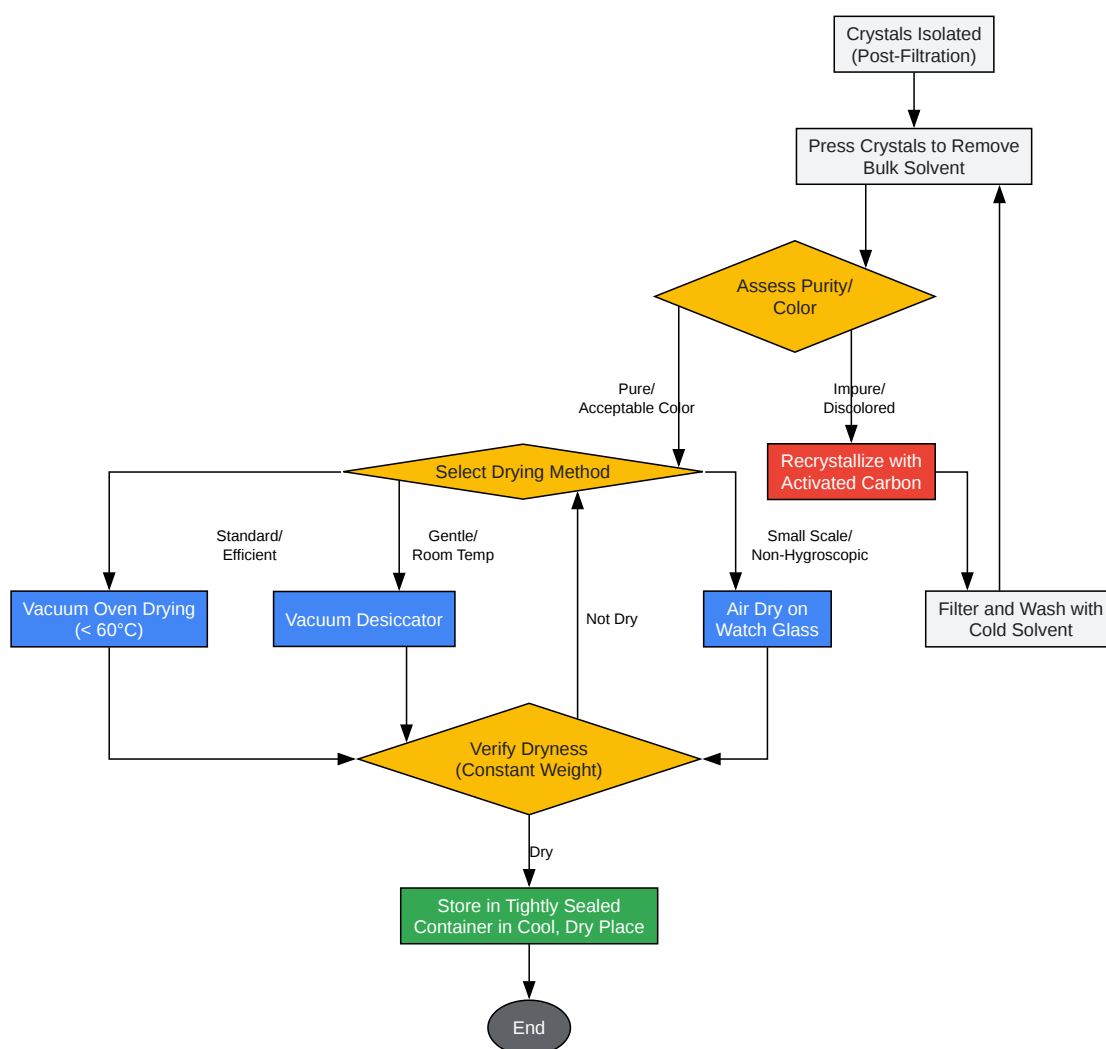 Crystals Isolated
(Post-Filtration)
Press Crystals to Remove
Bulk Solvent
Assess Purity/
Color
Pure/
Acceptable Color
Impure/
Discolored
Select Drying Method
Recrystallize with
Activated Carbon
Standard/
Efficient
Gentle/
Room Temp
Small Scale/
Non-Hygroscopic
Vacuum Oven Drying
(< 60°C)
Vacuum Desiccator
Not Dry
Air Dry on
Watch Glass
Filter and Wash with
Cold Solvent
Verify Dryness
(Constant Weight)
Dry
Store in Tightly Sealed
Container in Cool, Dry Place
End